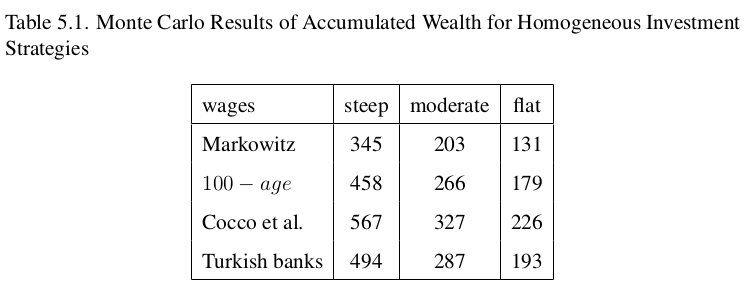 Table 5.1. Monte Carlo Results of Accumulated Wealth for Homogeneous Investment
Strategies
wages steep moderate flat
Markowitz 345 203 131
100 − age 458 266 179
Cocco et al. 567 327 226
Turkish banks 494 287 193